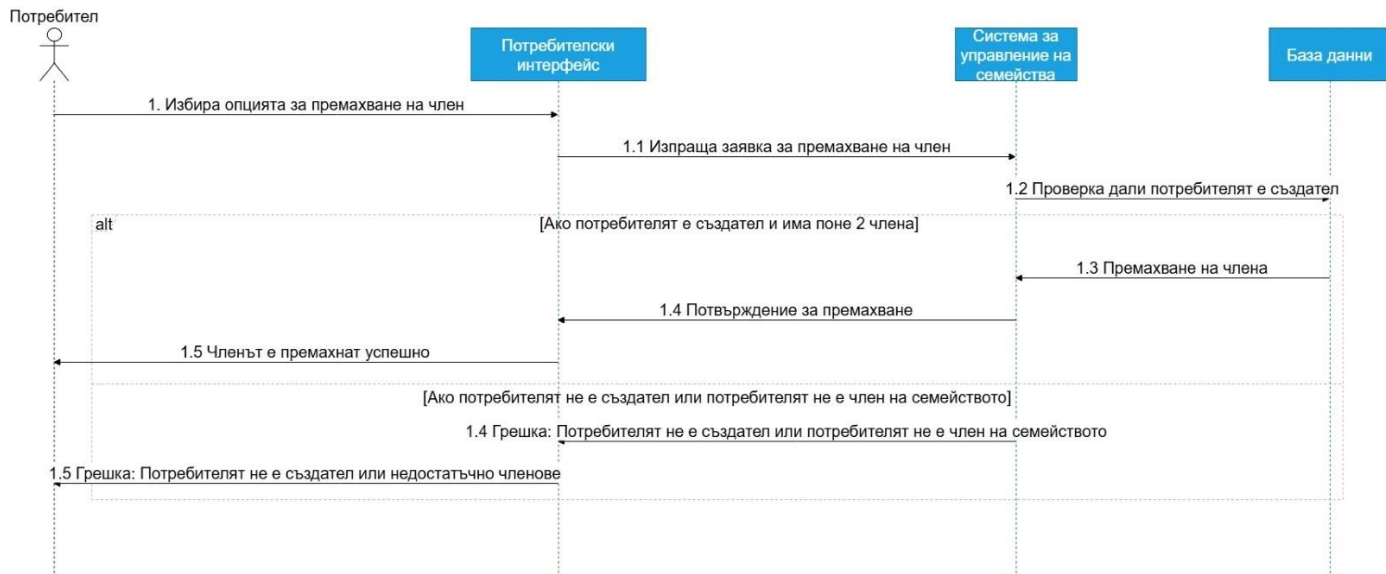 Потребител
Потребителски
интерфейс
Система за
управление на
семейства
База данни
1. Избира опцията за премахване на член
1.1 Изпраща заявка за премахване на член
1.2 Проверка дали потребителят е създател
alt
[Ако потребителят е създател и има поне 2 члена]
1.3 Премахване на члена
1.4 Потвърждение за премахване
1.5 Членът е премахнат успешно
[Ако потребителят не е създател или потребителят не е член на семейството]
1.4 Грешка: Потребителят не е създател или потребителят не е член на семейството
1.5 Грешка: Потребителят не е създател или недостатъчно членове